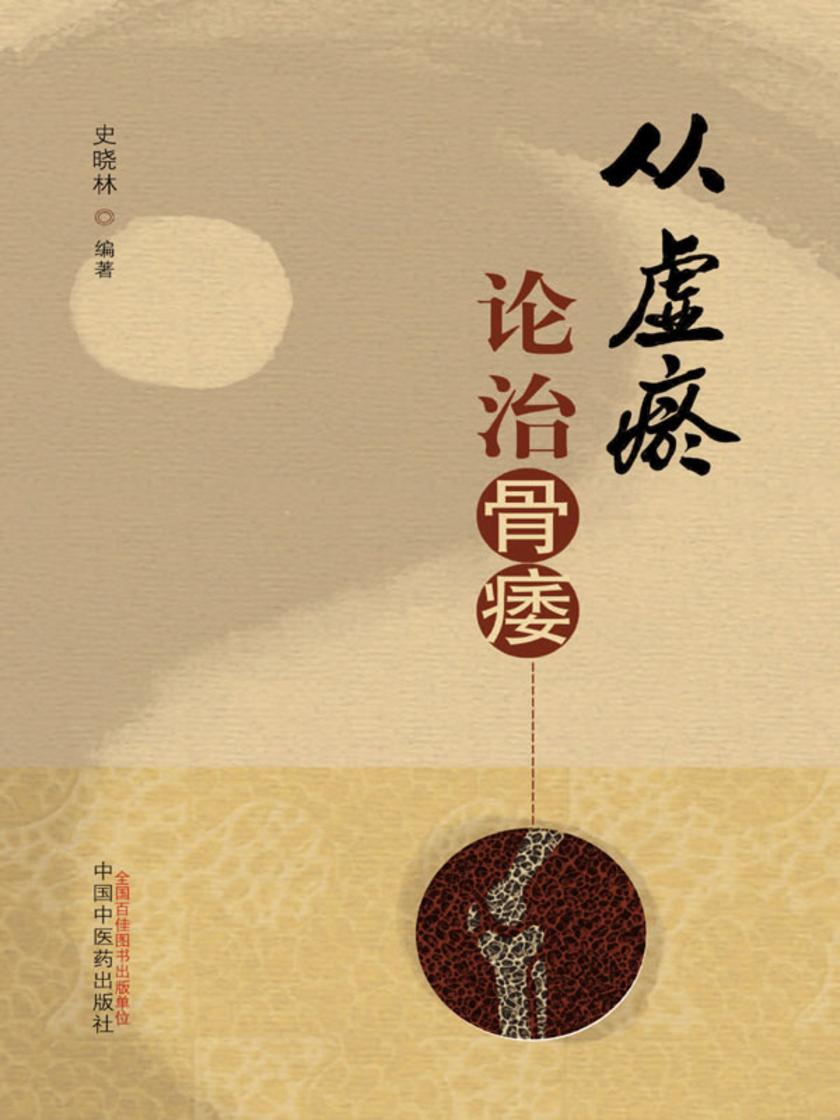 从虚瘀
论治骨痿
史晓林 ◎ 编著
全国百佳图书出版单位
中国中医药出版社